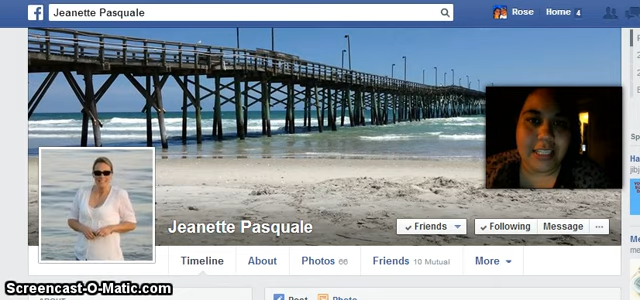 f Jeanette Pasquale Rose Home 4
Jeanette Pasquale
Friends Following Message ...
Timeline About Photos 66 Friends 10 Mutual More
Screencast-O-Matic.com
Post Photo